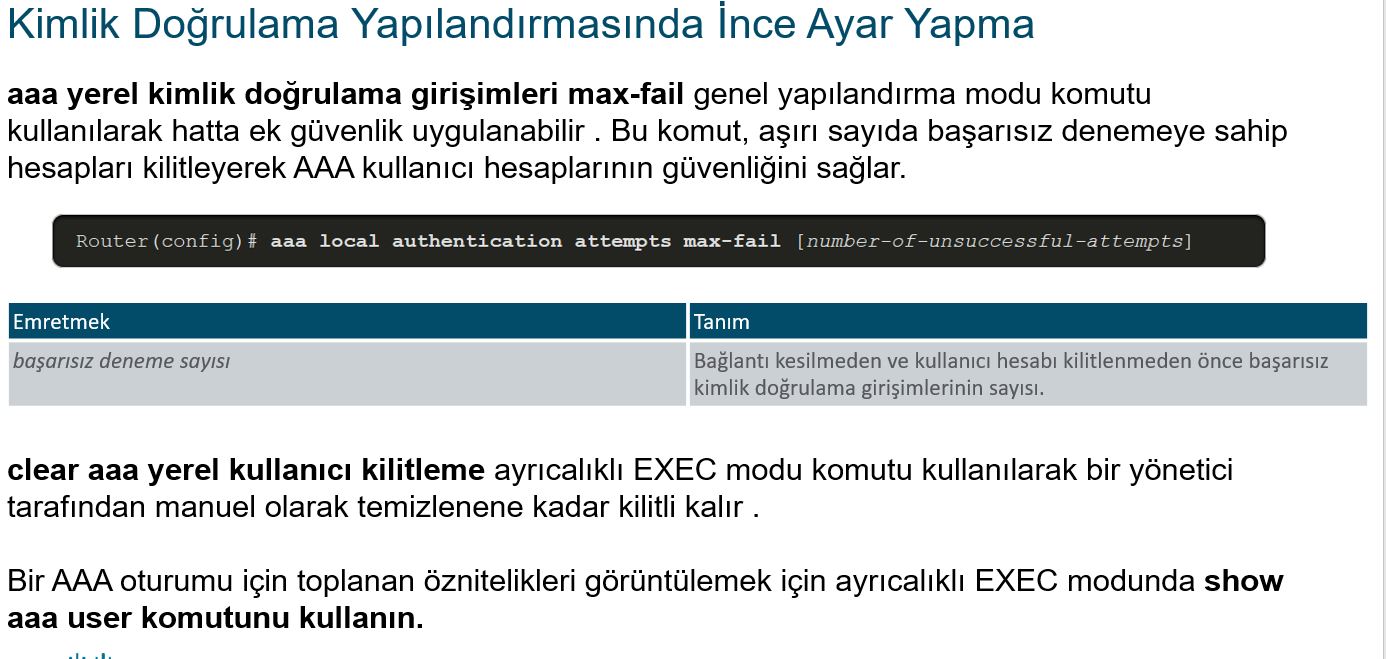 Kimlik Doğrulama Yapılandırmasında İnce Ayar Yapma
aaa yerel kimlik doğrulama girişimleri max-fail genel yapılandırma modu komutu
kullanılarak hatta ek güvenlik uygulanabilir . Bu komut, aşırı sayıda başarısız denemeye sahip
hesapları kilitleyerek AAA kullanıcı hesaplarının güvenliğini sağlar.
Router(config)# aaa local authentication attempts max-fail [number-of-unsuccessful-attempts]
Emretmek
Tanım
başarısız deneme sayısı
Bağlantı kesilmeden ve kullanıcı hesabı kilitlenmeden önce başarısız
kimlik doğrulama girişimlerinin sayısı.
clear aaa yerel kullanıcı kilitleme ayrıcalıklı EXEC modu komutu kullanılarak bir yönetici
tarafından manuel olarak temizlenene kadar kilitli kalır .
Bir AAA oturumu için toplanan öznitelikleri görüntülemek için ayrıcalıklı EXEC modunda show
aaa user komutunu kullanın.